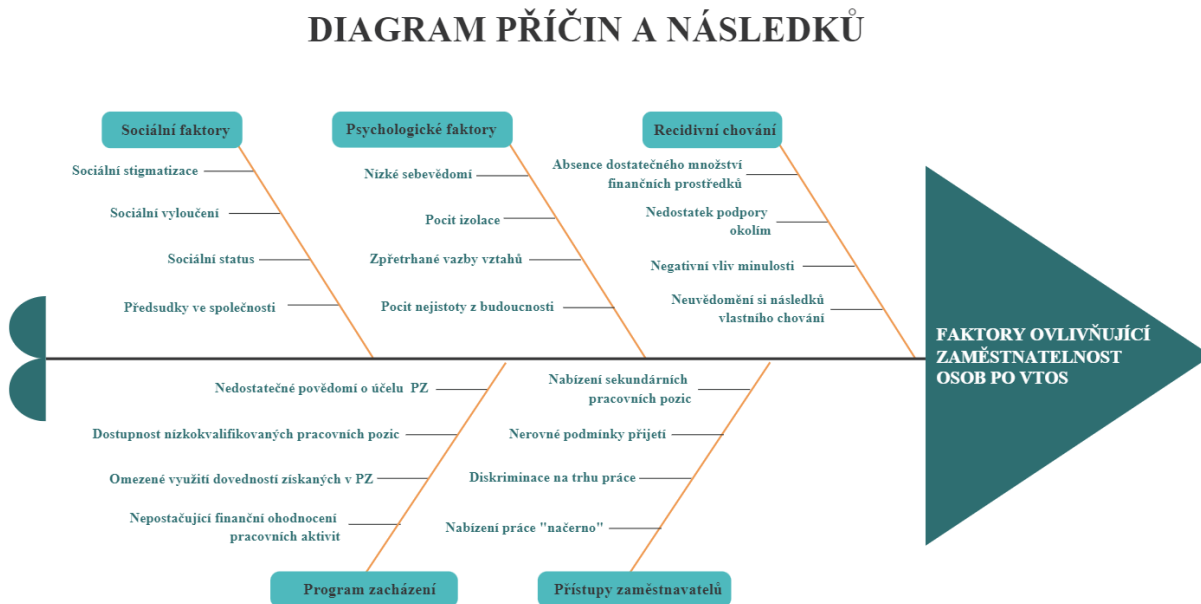 DIAGRAM PŘÍČIN A NÁSLEDKŮ
Sociální faktory
Sociální stigmatizace
Sociální vyloučení
Sociální status
Předsudky ve společnosti
Psychologické faktory
Nízké sebevědomí
Pocit izolace
Zpřetrhané vazby vztahů
Pocit nejistoty z budoucnosti
Recidivní chování
Absence dostatečného množství
finančních prostředků
Nedostatek podpory
okolím
Negativní vliv minulosti
Neuvědomění si následků
vlastního chování
FAKTORY OVLIVŇUJÍCÍ
ZAMĚSTNATELNOST
OSOB PO VTOS
Nedostatečné povědomí o účelu PZ
Dostupnost nízkokvalifikovaných pracovních pozic
Omezené využití dovedností získaných v PZ
Nepostačující finanční ohodnocení
pracovních aktivit
Program zacházení
Nabízení sekundárních
pracovních pozic
Nerovné podmínky přijetí
Diskriminace na trhu práce
Nabízení práce "načerno"
Přístupy zaměstnavatelů